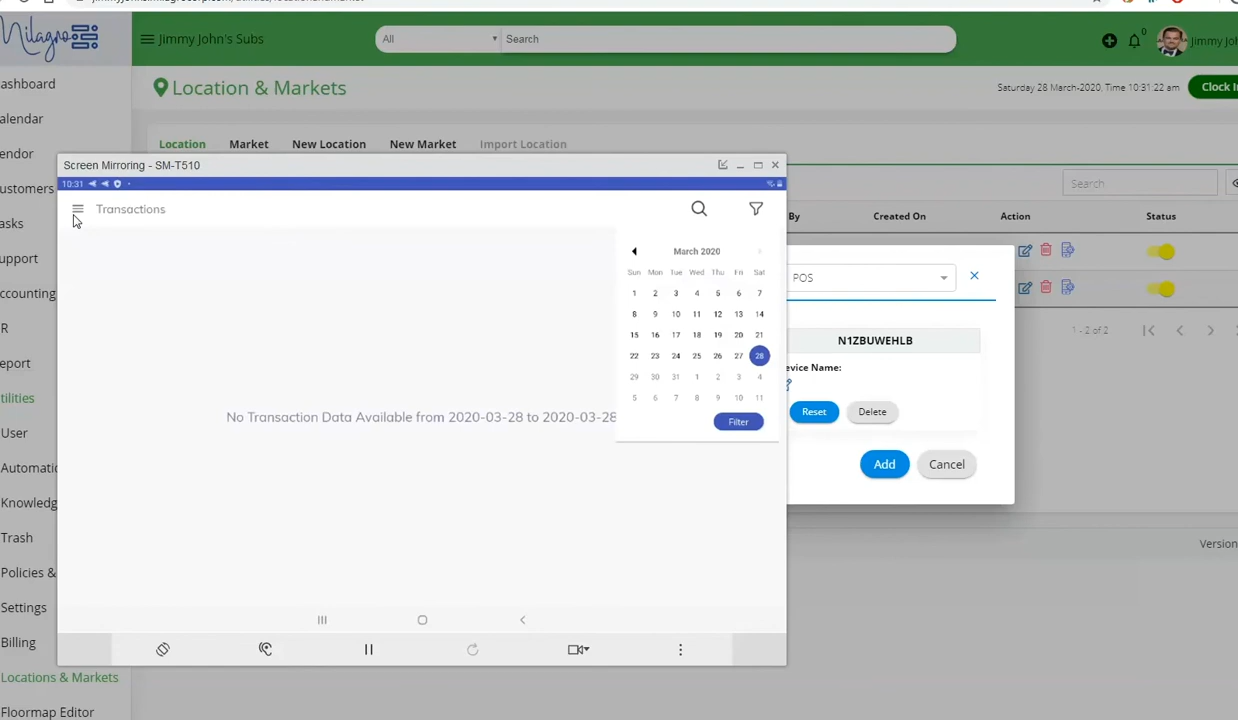 Milagro
Jimmy John's Subs
All
Search
0
Jimmy Jo
ashboard
Location & Markets
Saturday 28 March-2020, Time 10:31:22 am
Clock I
alendar
endor
Location
Market
New Location
New Market
Import Location
Screen Mirroring - SM-T510
10:31
Search
ustomers
Transactions
By
Created On
Action
Status
asks
upport
March 2020
Sun Mon Tue Wed Thu Fri Sat
POS
ccounting
1 2 3 4 5 6 7
8 9 10 11 12 13 14
R
15 16 17 18 19 20 21
1 - 2 of 2
N1ZBUWEHLB
22 23 24 25 26 27 28
eport
evice Name:
29 30 31 1 2 3 4
tilities
5 6 7 8 9 10 11
Reset
Delete
No Transaction Data Available from 2020-03-28 to 2020-03-28
Filter
User
Automatic
Add
Cancel
Knowledg
Trash
Version
Policies &
Settings
Billing
Locations & Markets
Floormap Editor